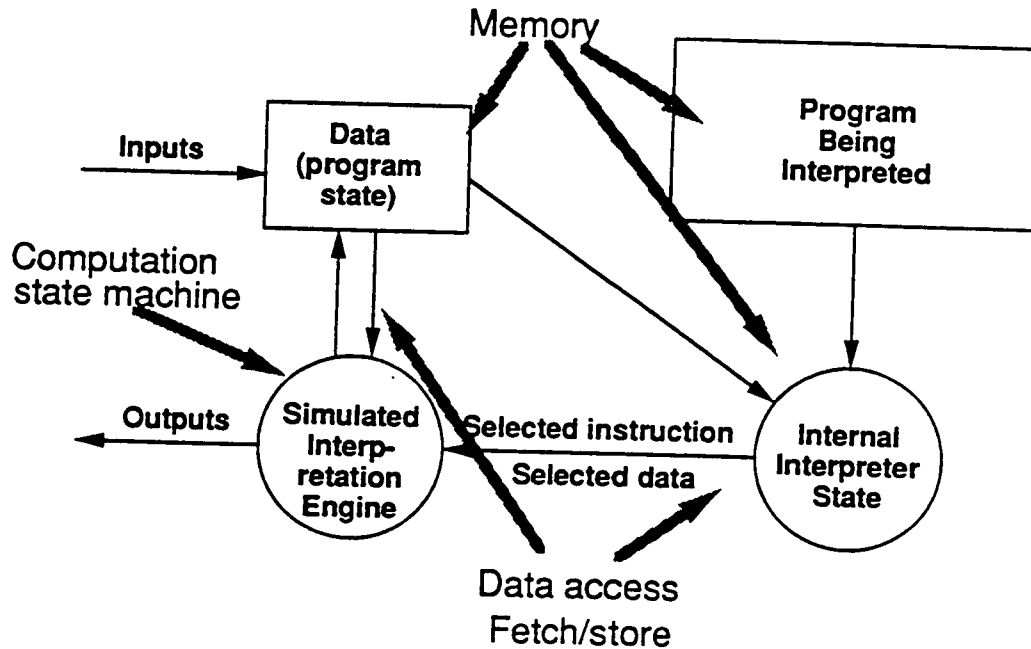 Memory
Program
Being
Interpreted
Data
(program
state)
Inputs
Computation
state machine
Outputs
Simulated
Interp-
retation
Engine
Selected instruction
Selected data
Internal
Interpreter
State
Data access
Fetch/store